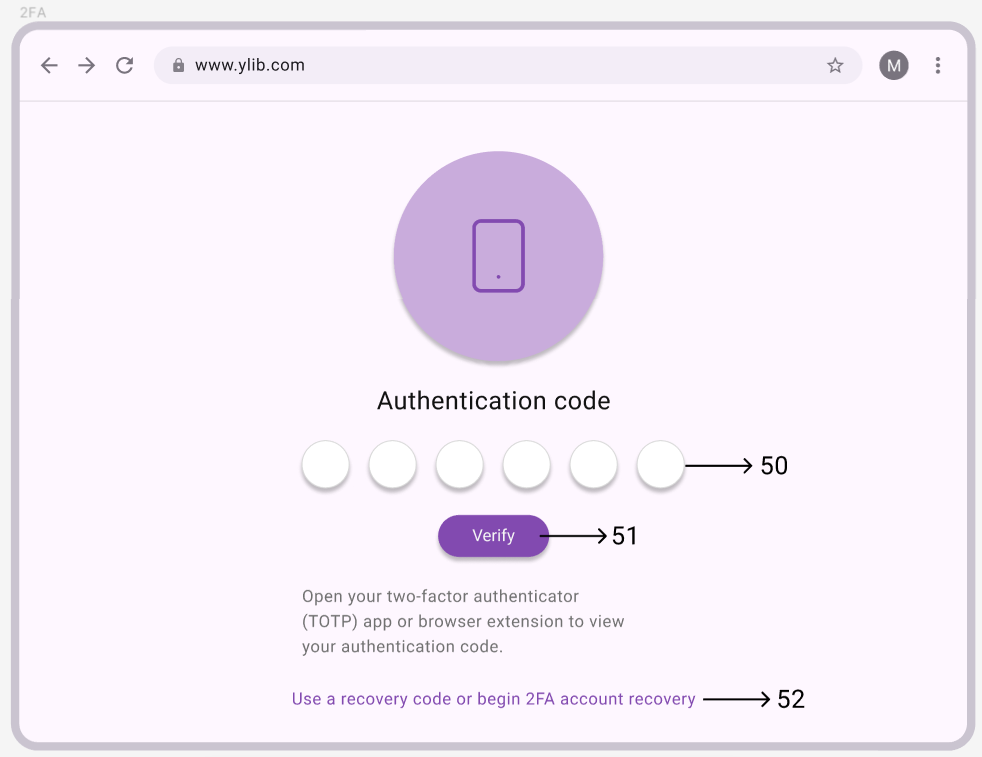 2FA
www.ylib.com
M
Authentication code
50
Verify
51
Open your two-factor authenticator
(TOTP) app or browser extension to view
your authentication code.
Use a recovery code or begin 2FA account recovery
52